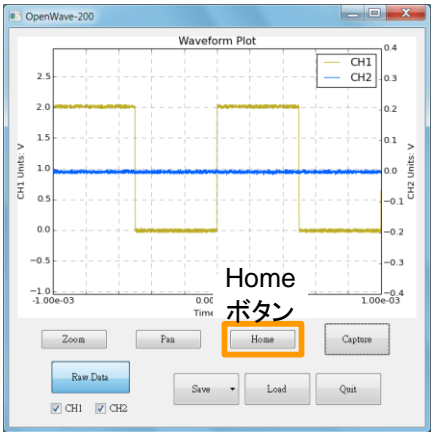 OpenWave-200
Waveform Plot
CH1
CH2
2.5
2.0
1.5
1.0
0.5
0.0
−0.5
−1.0
CH1 Units: V
0.4
0.3
0.2
0.1
0.0
−0.1
−0.2
−0.3
−0.4
CH2 Units: V
-1.00e-03
0.00
1.00e-03
Time
Home
ボタン
Zoom
Pan
Home
Capture
Raw Data
Save
Load
Quit
CH1
CH2